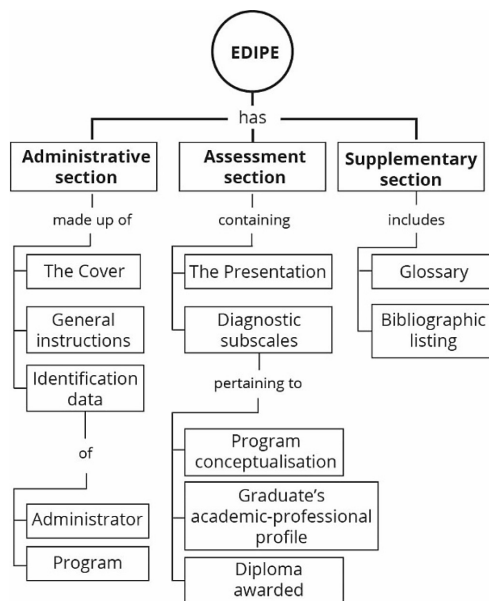 EDIPE
has
Administrative
section
Assessment
section
Supplementary
section
made up of
containing
includes
The Cover
General
instructions
Identification
data
of
Administrator
Program
The Presentation
Diagnostic
subscales
pertaining to
Program
conceptualisation
Graduate's
academic-professional
profile
Diploma
awarded
Glossary
Bibliographic
listing